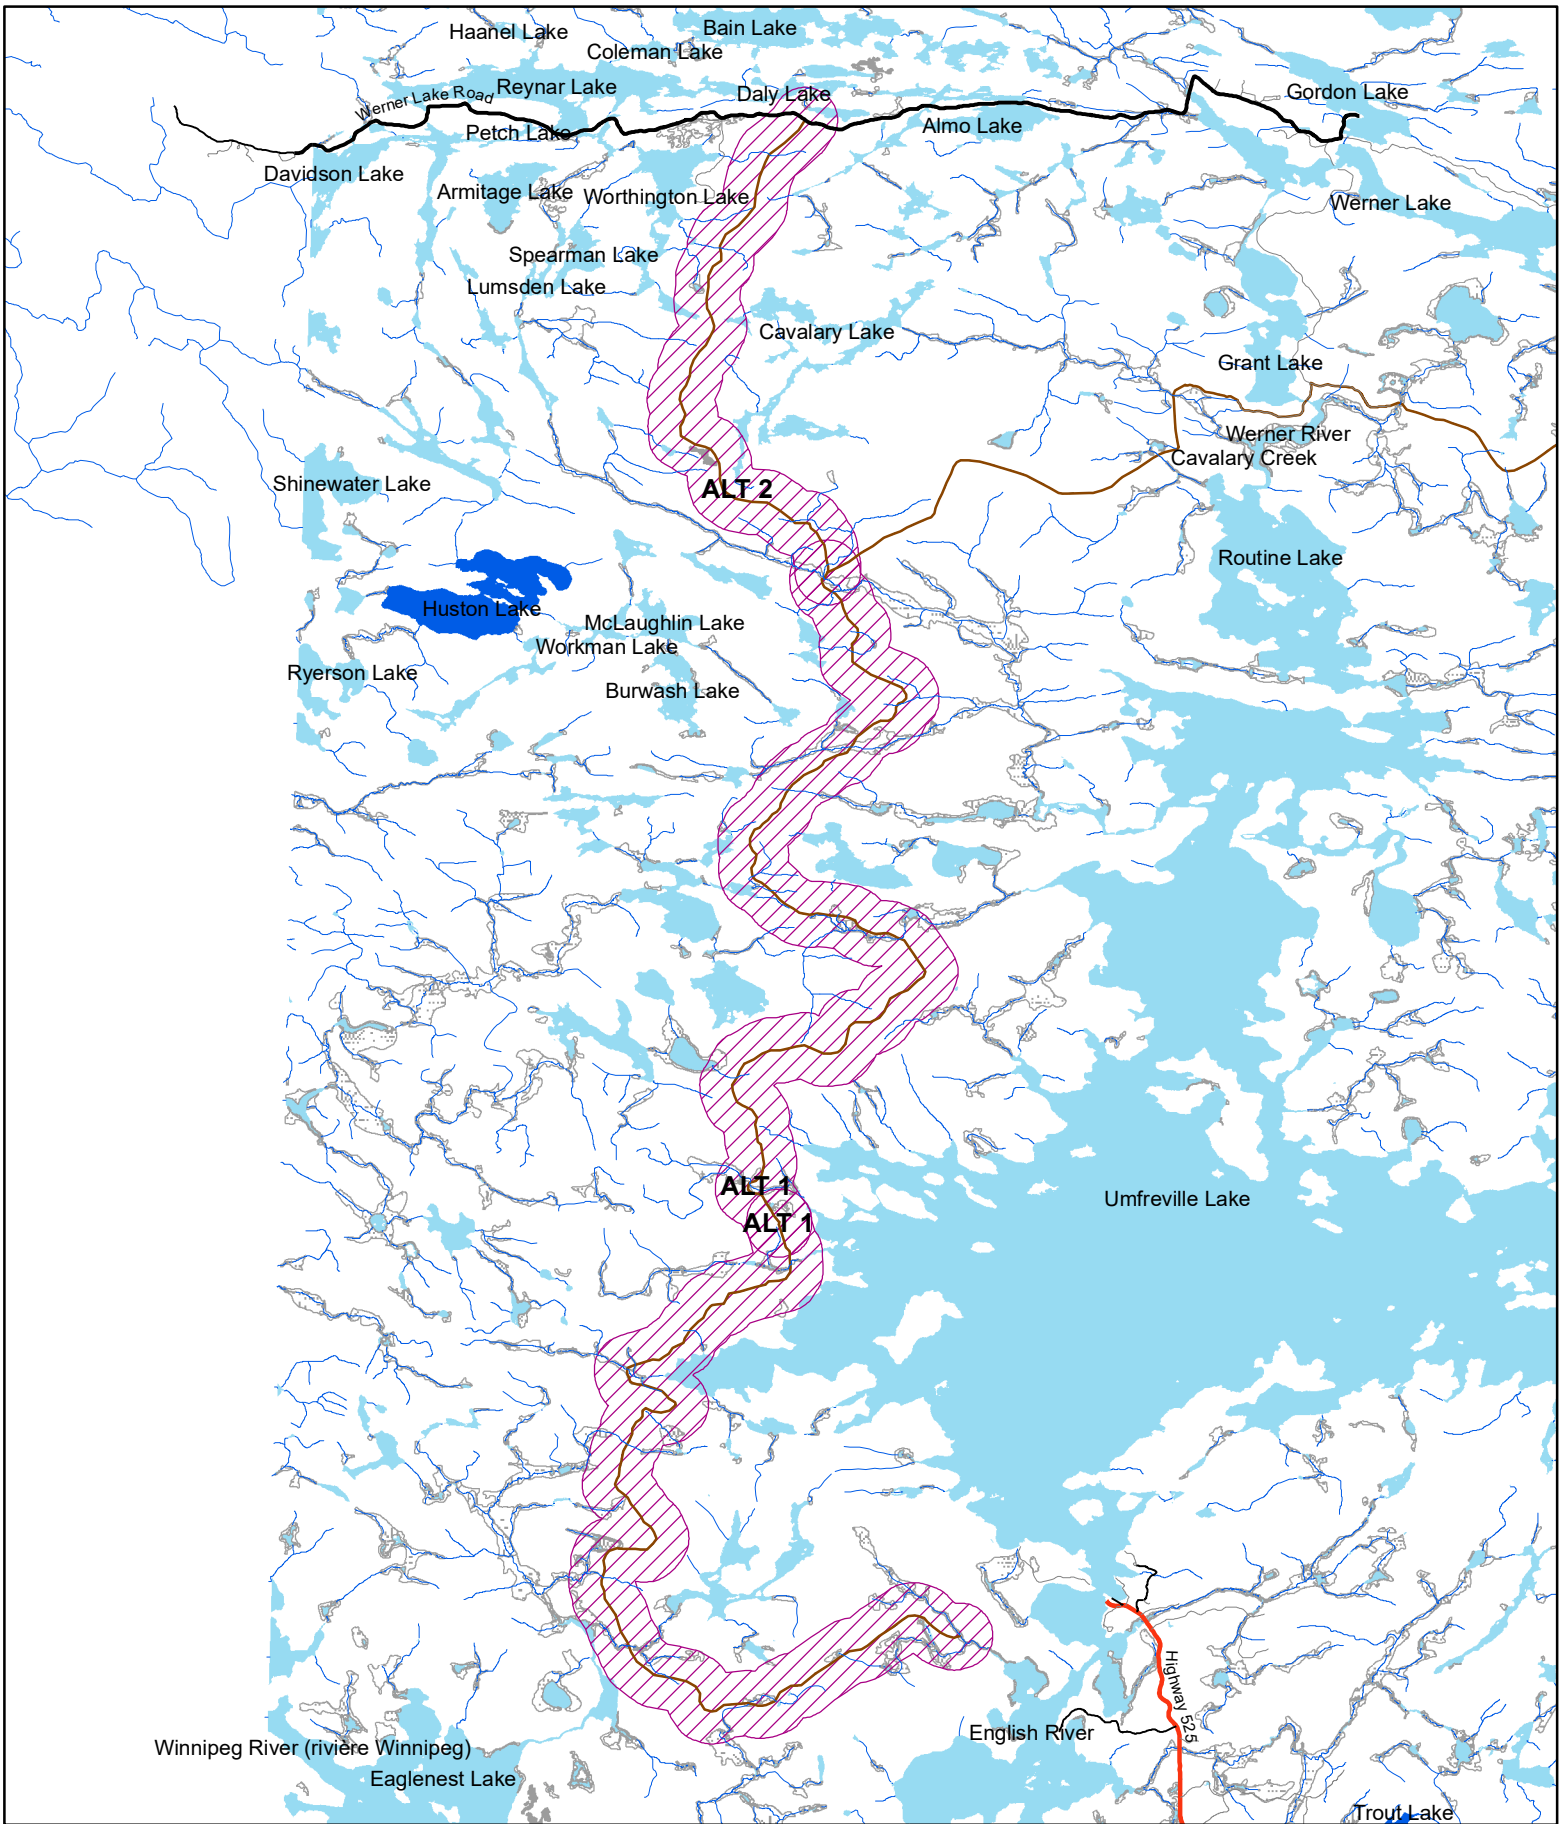 Haanel Lake
Bain Lake
Coleman Lake
Reynar Lake
Daly Lake
Gordon Lake
Werner Lake Road
Petch Lake
Almo Lake
Davidson Lake
Armitage Lake
Worthington Lake
Werner Lake
Spearman Lake
Lumsden Lake
Cavalary Lake
Grant Lake
Werner River
Cavalary Creek
Shinewater Lake
ALT 2
Routine Lake
Huston Lake
McLaughlin Lake
Workman Lake
Ryerson Lake
Burwash Lake
ALT 1
Umfreville Lake
ALT 1
Highway 525
English River
Winnipeg River (rivière Winnipeg)
Eaglenest Lake
Trout Lake